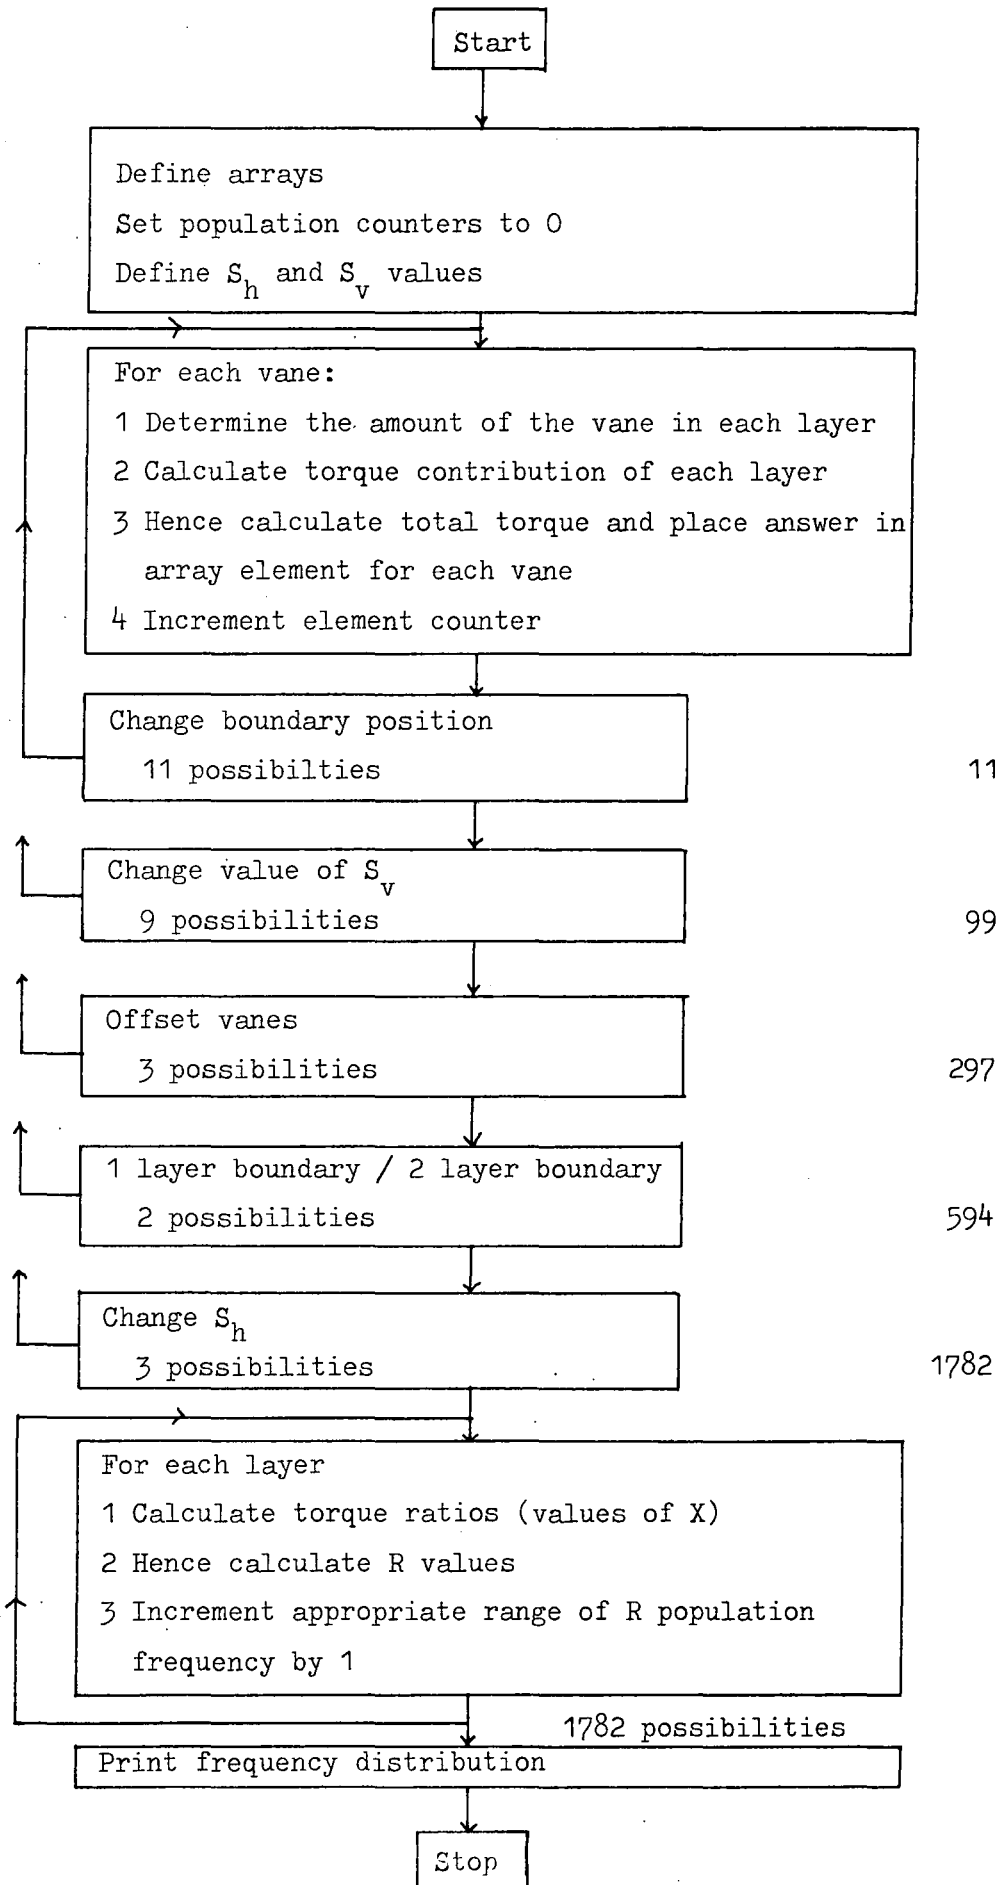 Start
Define arrays
Set population counters to 0
Define S_h and S_v values
For each vane:
1 Determine the amount of the vane in each layer
2 Calculate torque contribution of each layer
3 Hence calculate total torque and place answer in
array element for each vane
4 Increment element counter
Change boundary position
11 possibilties
11
Change value of S_v
9 possibilities
99
Offset vanes
3 possibilities
297
1 layer boundary / 2 layer boundary
2 possibilities
594
Change S_h
3 possibilities
1782
For each layer
1 Calculate torque ratios (values of X)
2 Hence calculate R values
3 Increment appropriate range of R population
frequency by 1
1782 possibilities
Print frequency distribution
Stop